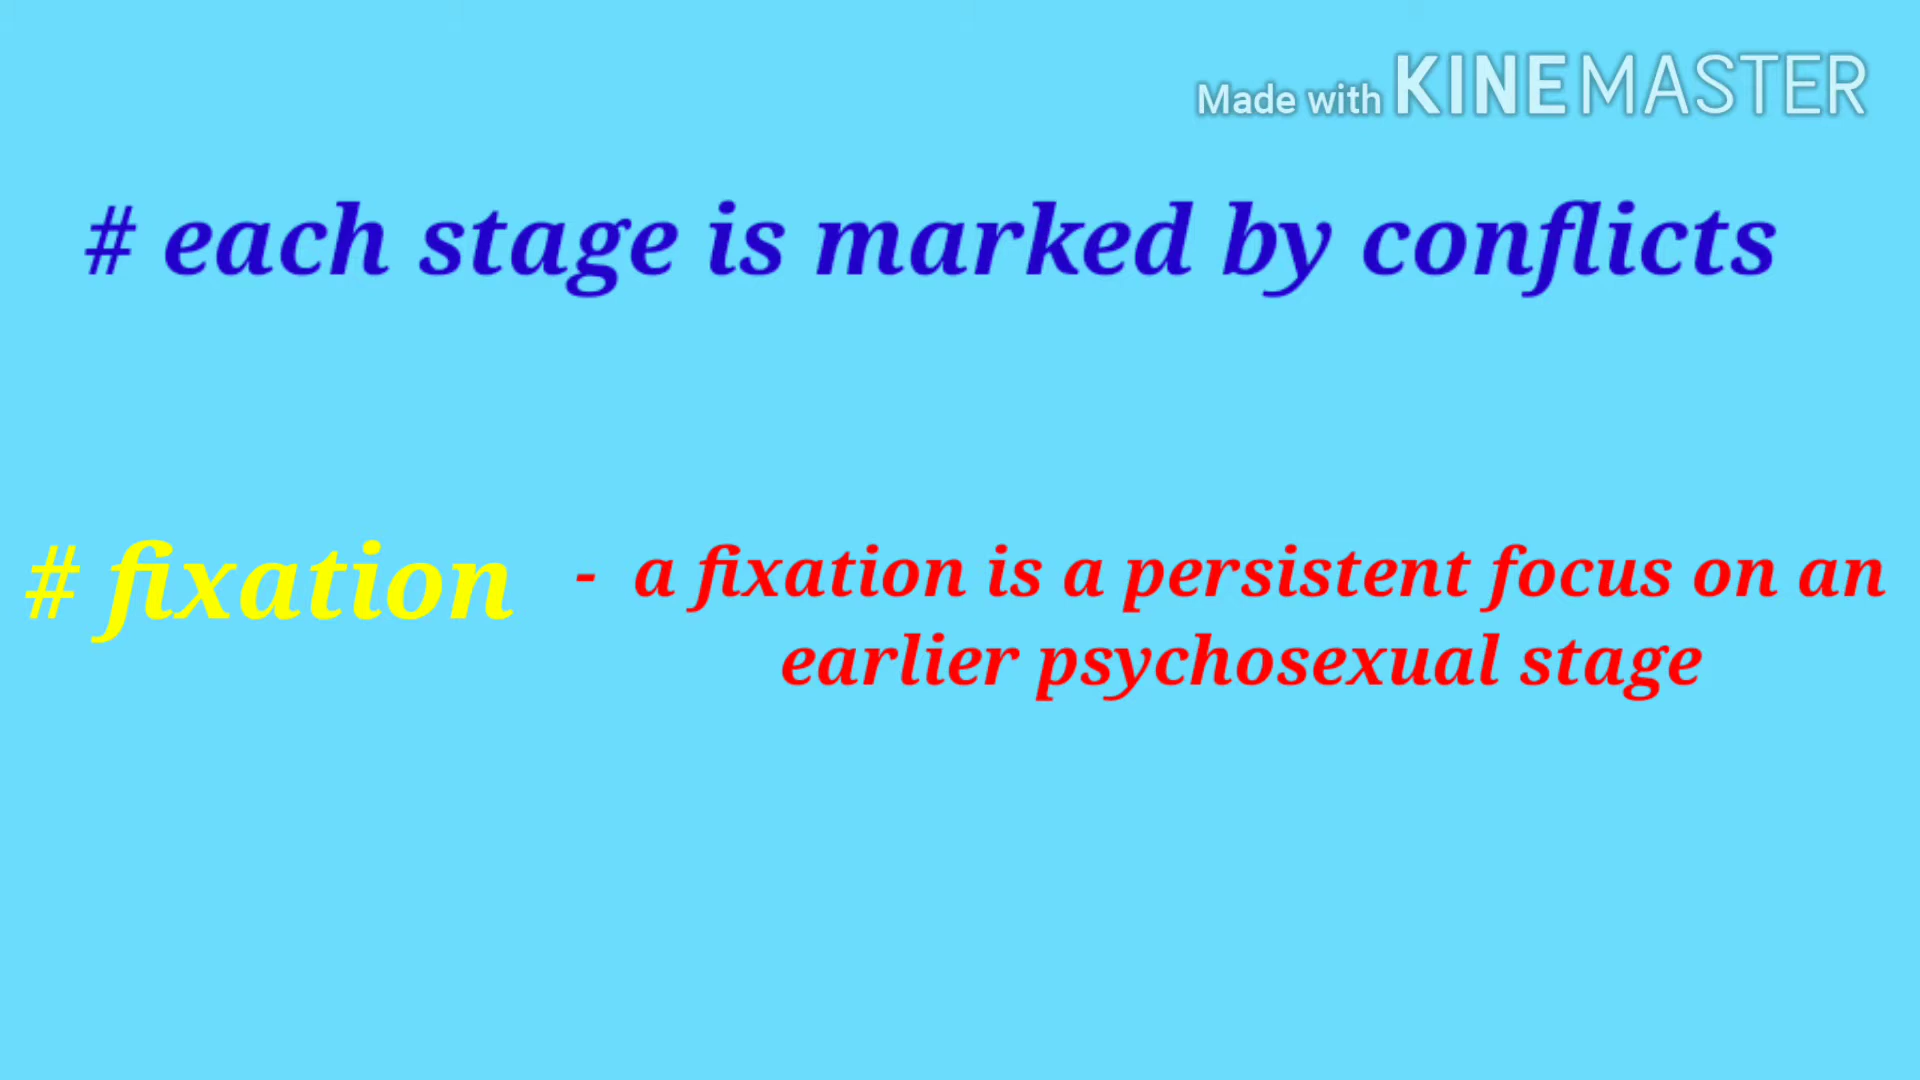 Made with KINEMASTER
# each stage is marked by conflicts
# fixation - a fixation is a persistent focus on an
earlier psychosexual stage